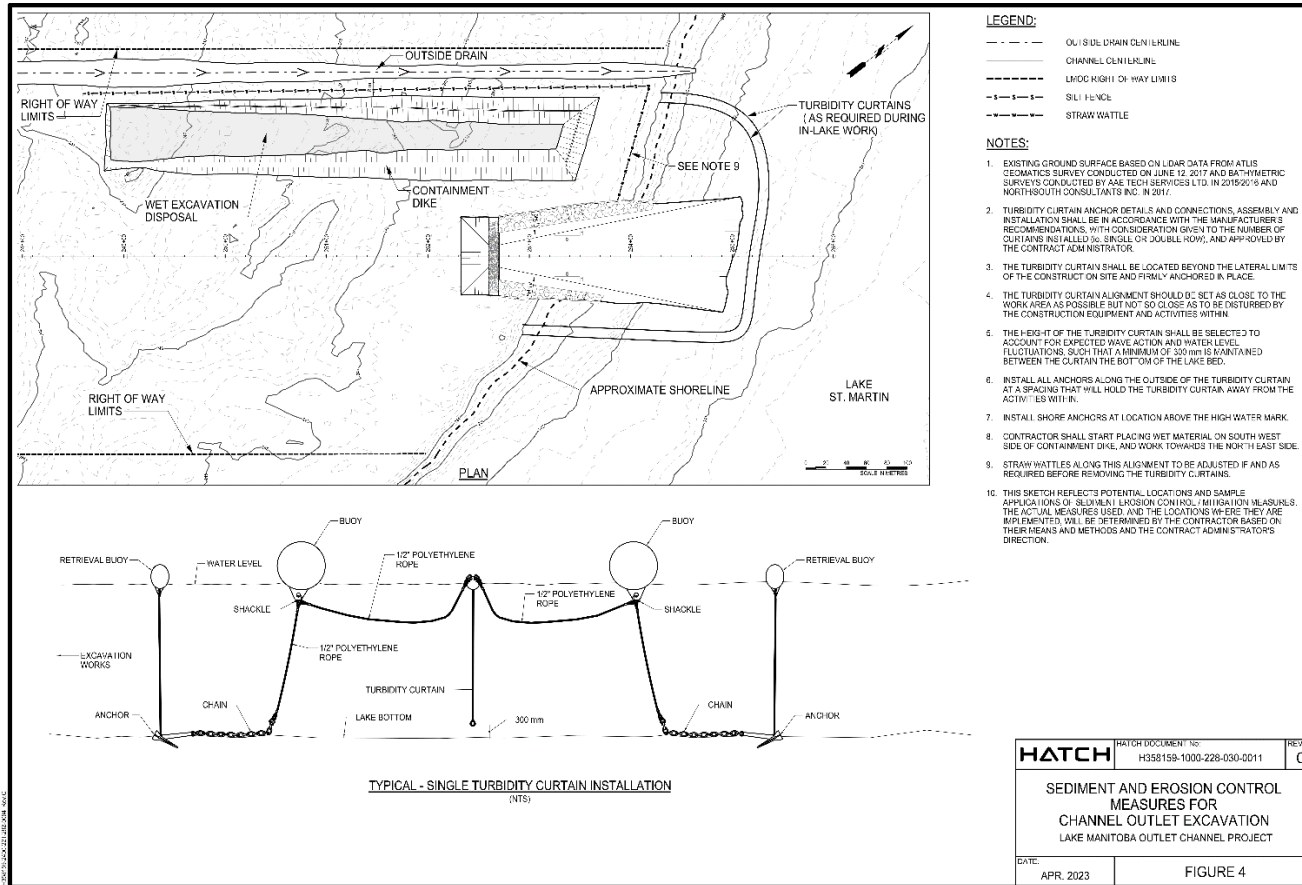 OUTSIDE DRAIN
RIGHT OF WAY
LIMITS
TURBIDITY CURTAINS
( AS REQUIRED DURING
IN-LAKE WORK)
SEE NOTE 9
CONTAINMENT
DIKE
WET EXCAVATION
DISPOSAL
APPROXIMATE SHORELINE
LAKE
ST. MARTIN
RIGHT OF WAY
LIMITS
PLAN
SCALE IN METRES
LEGEND:
OUTSIDE DRAIN CENTERLINE
CHANNEL CENTERLINE
LMOC RIGHT OF WAY LIMITS
SILT FENCE
STRAW WATTLE
NOTES:
1. EXISTING GROUND SURFACE BASED ON LIDAR DATA FROM ATLIS
GEOMATICS SURVEY CONDUCTED ON JUNE 12, 2017 AND BATHYMETRIC
SURVEYS CONDUCTED BY AAE TECH SERVICES LTD. IN 2015/2016 AND
NORTH/SOUTH CONSULTANTS INC. IN 2017.
2. TURBIDITY CURTAIN ANCHOR DETAILS AND CONNECTIONS, ASSEMBLY AND
INSTALLATION SHALL BE IN ACCORDANCE WITH THE MANUFACTURER'S
RECOMMENDATIONS, WITH CONSIDERATION GIVEN TO THE NUMBER OF
CURTAINS INSTALLED (ie. SINGLE OR DOUBLE ROW), AND APPROVED BY
THE CONTRACT ADMINISTRATOR.
3. THE TURBIDITY CURTAIN SHALL BE LOCATED BEYOND THE LATERAL LIMITS
OF THE CONSTRUCTION SITE AND FIRMLY ANCHORED IN PLACE.
4. THE TURBIDITY CURTAIN ALIGNMENT SHOULD BE SET AS CLOSE TO THE
WORK AREA AS POSSIBLE BUT NOT SO CLOSE AS TO BE DISTURBED BY
THE CONSTRUCTION EQUIPMENT AND ACTIVITIES WITHIN.
5. THE HEIGHT OF THE TURBIDITY CURTAIN SHALL BE SELECTED TO
ACCOUNT FOR EXPECTED WAVE ACTION AND WATER LEVEL
FLUCTUATIONS, SUCH THAT A MINIMUM OF 300 mm IS MAINTAINED
BETWEEN THE CURTAIN THE BOTTOM OF THE LAKE BED.
6. INSTALL ALL ANCHORS ALONG THE OUTSIDE OF THE TURBIDITY CURTAIN
AT A SPACING THAT WILL HOLD THE TURBIDITY CURTAIN AWAY FROM THE
ACTIVITIES WITHIN.
7. INSTALL SHORE ANCHORS AT LOCATION ABOVE THE HIGH WATER MARK.
8. CONTRACTOR SHALL START PLACING WET MATERIAL ON SOUTH WEST
SIDE OF CONTAINMENT DIKE, AND WORK TOWARDS THE NORTH EAST SIDE.
9. STRAW WATTLES ALONG THIS ALIGNMENT TO BE ADJUSTED IF AND AS
REQUIRED BEFORE REMOVING THE TURBIDITY CURTAINS.
10. THIS SKETCH REFLECTS POTENTIAL LOCATIONS AND SAMPLE
APPLICATIONS OF SEDIMENT EROSION CONTROL / MITIGATION MEASURES.
THE ACTUAL MEASURES USED, AND THE LOCATIONS WHERE THEY ARE
IMPLEMENTED, WILL BE DETERMINED BY THE CONTRACTOR BASED ON
THEIR MEANS AND METHODS AND THE CONTRACT ADMINISTRATOR'S
DIRECTION.
BUOY
BUOY
RETRIEVAL BUOY
WATER LEVEL
1/2" POLYETHYLENE
ROPE
RETRIEVAL BUOY
1/2" POLYETHYLENE
ROPE
SHACKLE
SHACKLE
1/2" POLYETHYLENE
ROPE
EXCAVATION
WORKS
TURBIDITY CURTAIN
ANCHOR
CHAIN
LAKE BOTTOM
300 mm
CHAIN
ANCHOR
TYPICAL - SINGLE TURBIDITY CURTAIN INSTALLATION
(NTS)
HATCH
HATCH DOCUMENT No:
H358159-1000-228-030-0011
REV
SEDIMENT AND EROSION CONTROL
MEASURES FOR
CHANNEL OUTLET EXCAVATION
LAKE MANITOBA OUTLET CHANNEL PROJECT
DATE:
APR. 2023
FIGURE 4